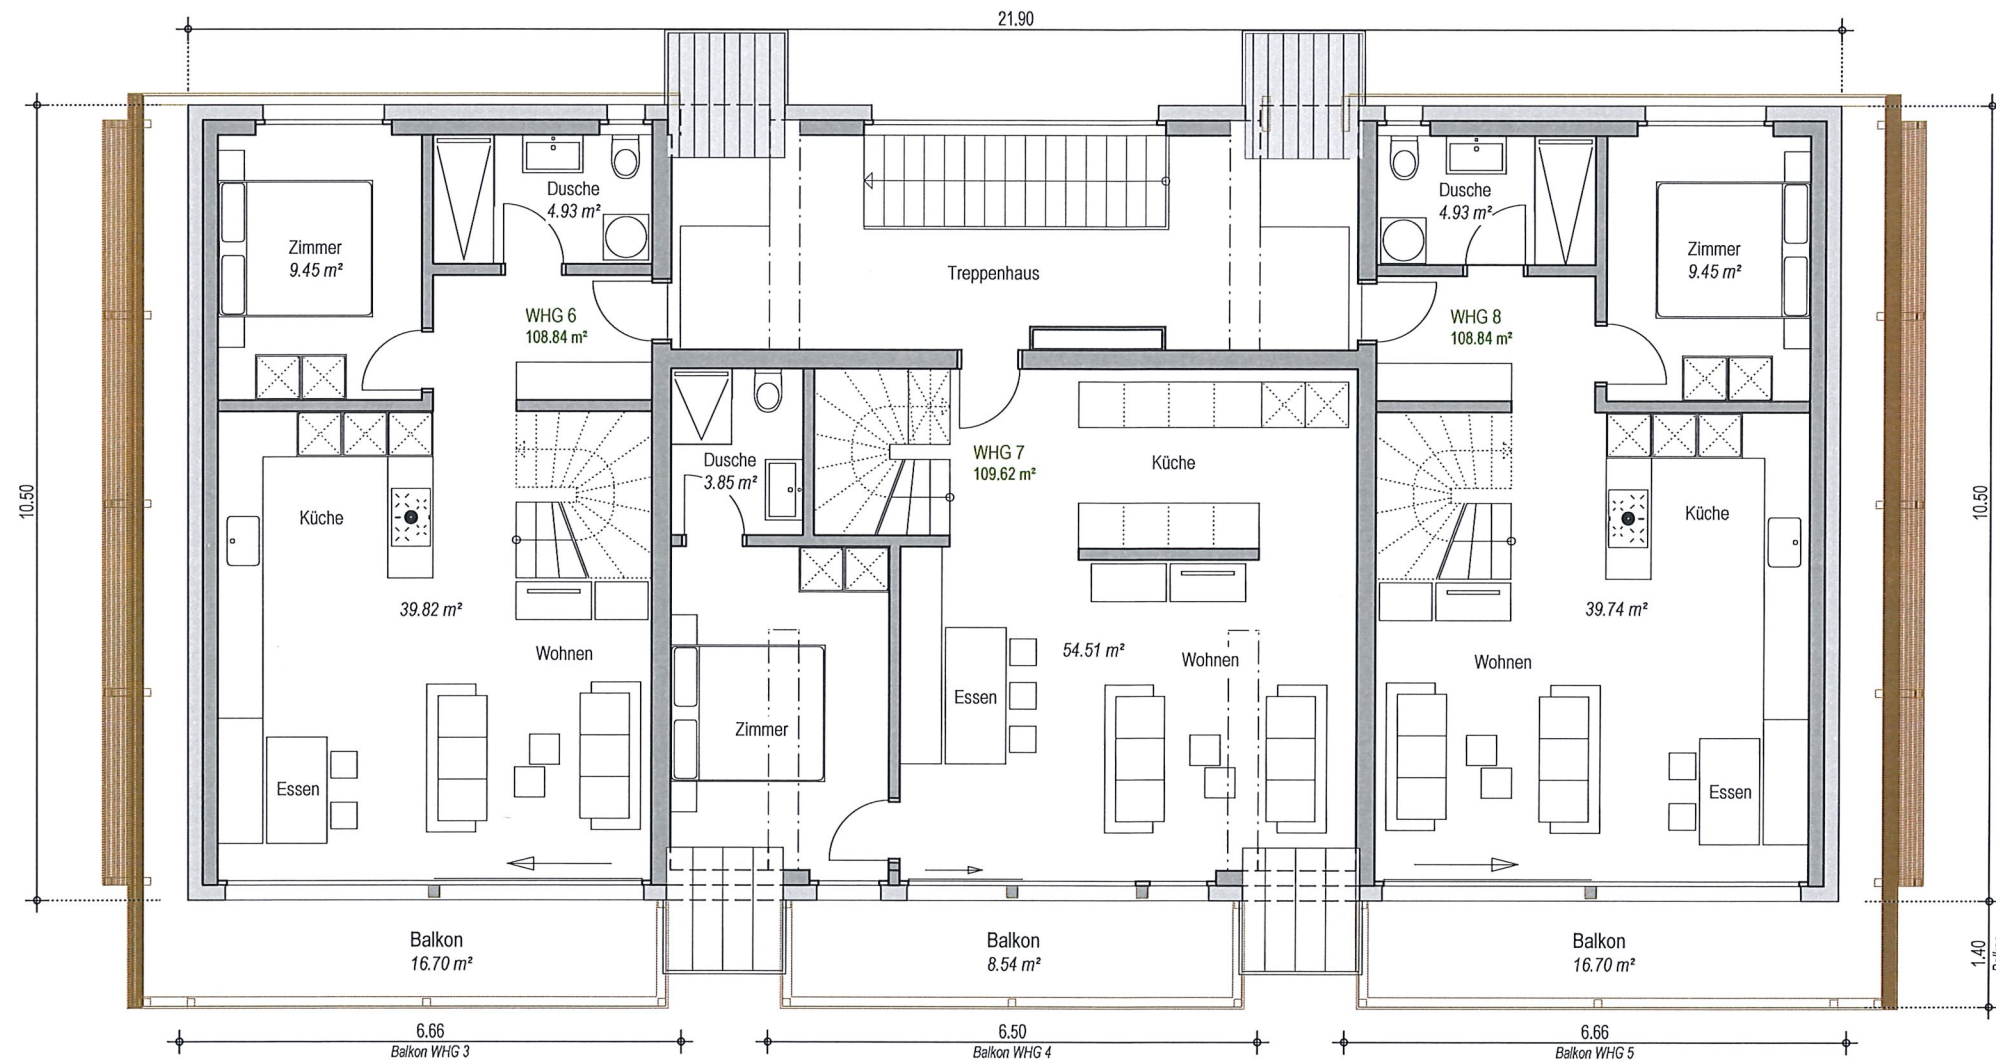 21.90
10.50
Zimmer
9.45 m²
Dusche
4.93 m²
WHG 6
108.84 m²
Treppenhaus
Dusche
4.93 m²
Zimmer
9.45 m²
WHG 8
108.84 m²
Küche
39.82 m²
Wohnen
Essen
Dusche
3.85 m²
WHG 7
109.62 m²
Küche
Zimmer
54.51 m²
Wohnen
Essen
Küche
39.74 m²
Wohnen
Essen
10.50
Balkon
16.70 m²
Balkon
8.54 m²
Balkon
16.70 m²
1.40
6.66
Balkon WHG 3
6.50
Balkon WHG 4
6.66
Balkon WHG 5